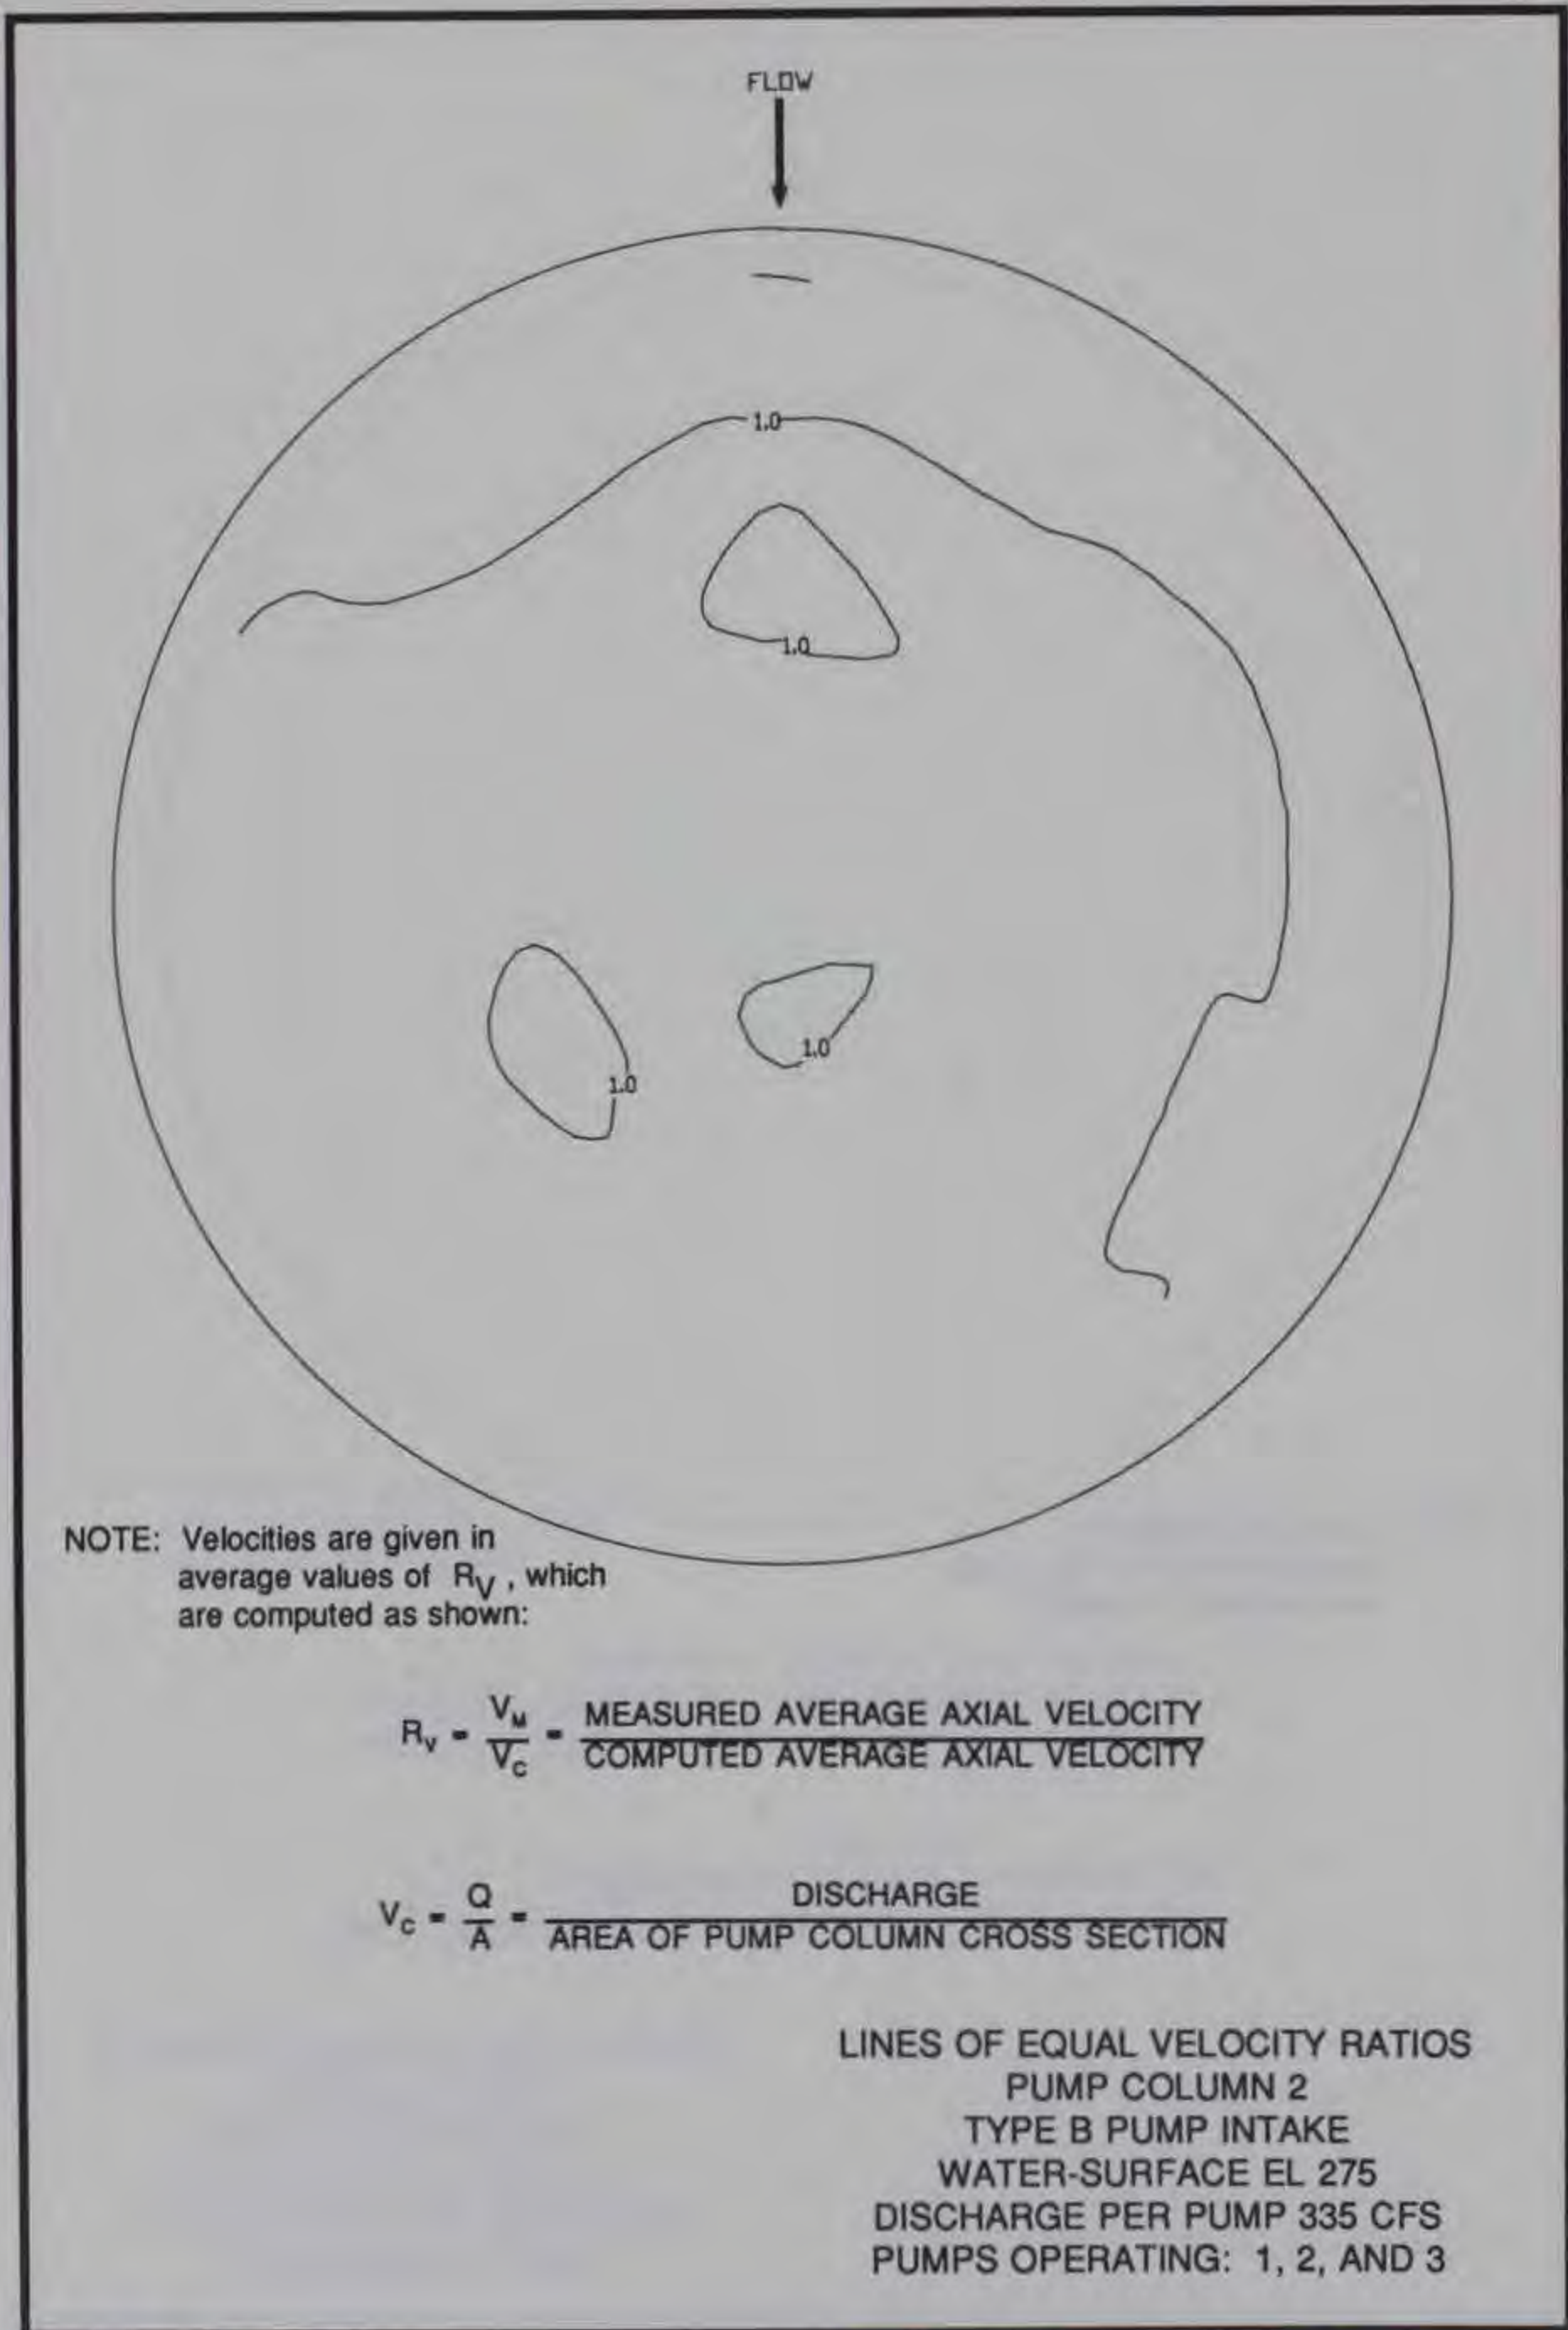 FLOW
1.0
1.0
1.0
1.0
NOTE: Velocities are given in
average values of R_V , which
are computed as shown:
R_v = V_M / V_C = MEASURED AVERAGE AXIAL VELOCITY / COMPUTED AVERAGE AXIAL VELOCITY
V_C = Q / A = DISCHARGE / AREA OF PUMP COLUMN CROSS SECTION
LINES OF EQUAL VELOCITY RATIOS
PUMP COLUMN 2
TYPE B PUMP INTAKE
WATER-SURFACE EL 275
DISCHARGE PER PUMP 335 CFS
PUMPS OPERATING: 1, 2, AND 3